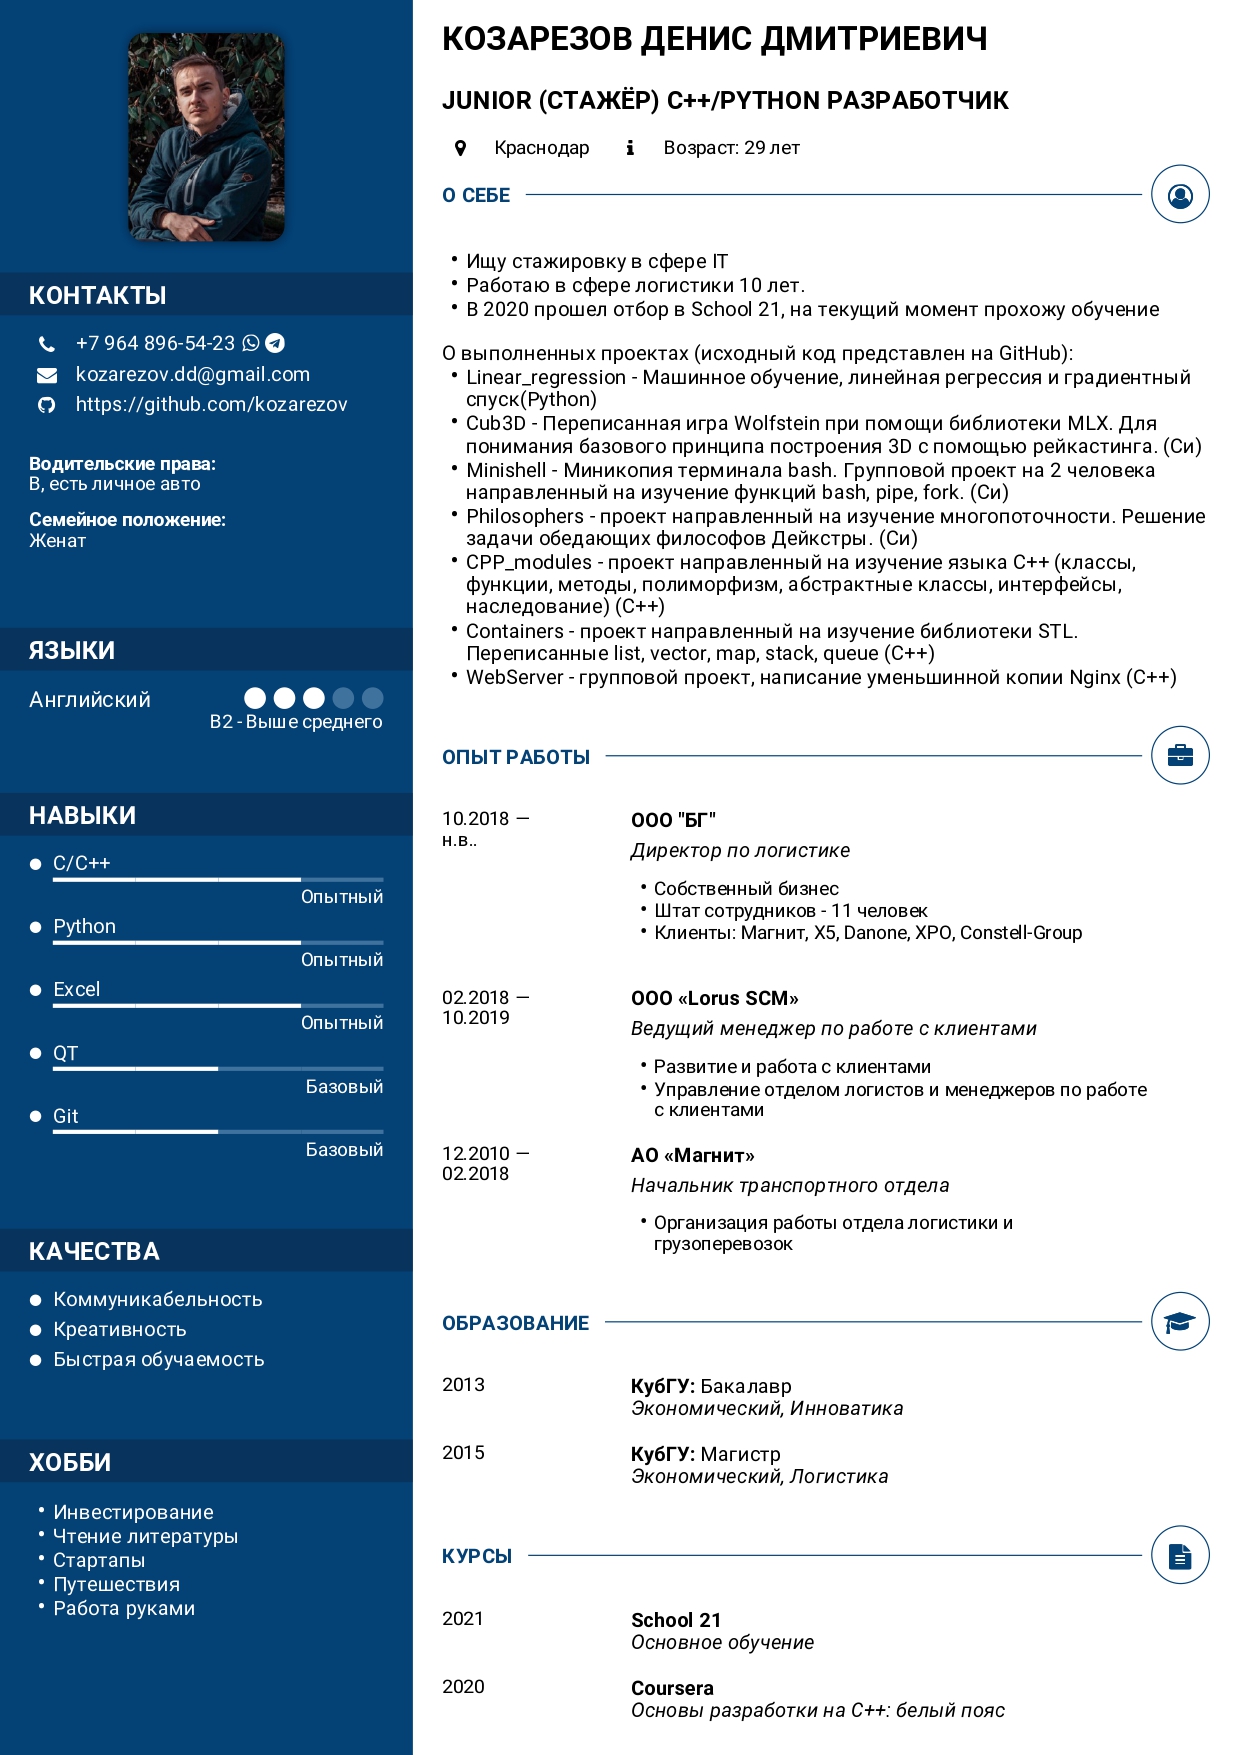 КОЗАРЕЗОВ ДЕНИС ДМИТРИЕВИЧ
JUNIOR (СТАЖЁР) C++/PYTHON РАЗРАБОТЧИК
Краснодар
Возраст: 29 лет
КОНТАКТЫ
+7 964 896-54-23
kozarezov.dd@gmail.com
https://github.com/kozarezov
Водительские права:
B, есть личное авто
Семейное положение:
Женат
ЯЗЫКИ
Английский
B2 - Выше среднего
НАВЫКИ
C/C++
Опытный
Python
Опытный
Excel
Опытный
QT
Базовый
Git
Базовый
КАЧЕСТВА
Коммуникабельность
Креативность
Быстрая обучаемость
ХОББИ
• Инвестирование
• Чтение литературы
• Стартапы
• Путешествия
• Работа руками
О СЕБЕ
• Ищу стажировку в сфере IT
• Работаю в сфере логистики 10 лет.
• В 2020 прошел отбор в School 21, на текущий момент прохожу обучение
О выполненных проектах (исходный код представлен на GitHub):
• Linear_regression - Машинное обучение, линейная регрессия и градиентный
спуск(Python)
• Cub3D - Переписанная игра Wolfstein при помощи библиотеки MLX. Для
понимания базового принципа построения 3D с помощью рейкастинга. (Си)
• Minishell - Миникопия терминала bash. Групповой проект на 2 человека
направленный на изучение функций bash, pipe, fork. (Си)
• Philosophers - проект направленный на изучение многопоточности. Решение
задачи обедающих философов Дейкстры. (Си)
• CPP_modules - проект направленный на изучение языка C++ (классы,
функции, методы, полиморфизм, абстрактные классы, интерфейсы,
наследование) (C++)
• Containers - проект направленный на изучение библиотеки STL.
Переписанные list, vector, map, stack, queue (C++)
• WebServer - групповой проект, написание уменьшинной копии Nginx (C++)
ОПЫТ РАБОТЫ
10.2018 —
н.в..
ООО "БГ"
Директор по логистике
• Собственный бизнес
• Штат сотрудников - 11 человек
• Клиенты: Магнит, X5, Danone, XPO, Constell-Group
02.2018 —
10.2019
ООО «Lorus SCM»
Ведущий менеджер по работе с клиентами
• Развитие и работа с клиентами
• Управление отделом логистов и менеджеров по работе
с клиентами
12.2010 —
02.2018
АО «Магнит»
Начальник транспортного отдела
• Организация работы отдела логистики и
грузоперевозок
ОБРАЗОВАНИЕ
2013
КубГУ: Бакалавр
Экономический, Инноватика
2015
КубГУ: Магистр
Экономический, Логистика
КУРСЫ
2021
School 21
Основное обучение
2020
Coursera
Основы разработки на C++: белый пояс